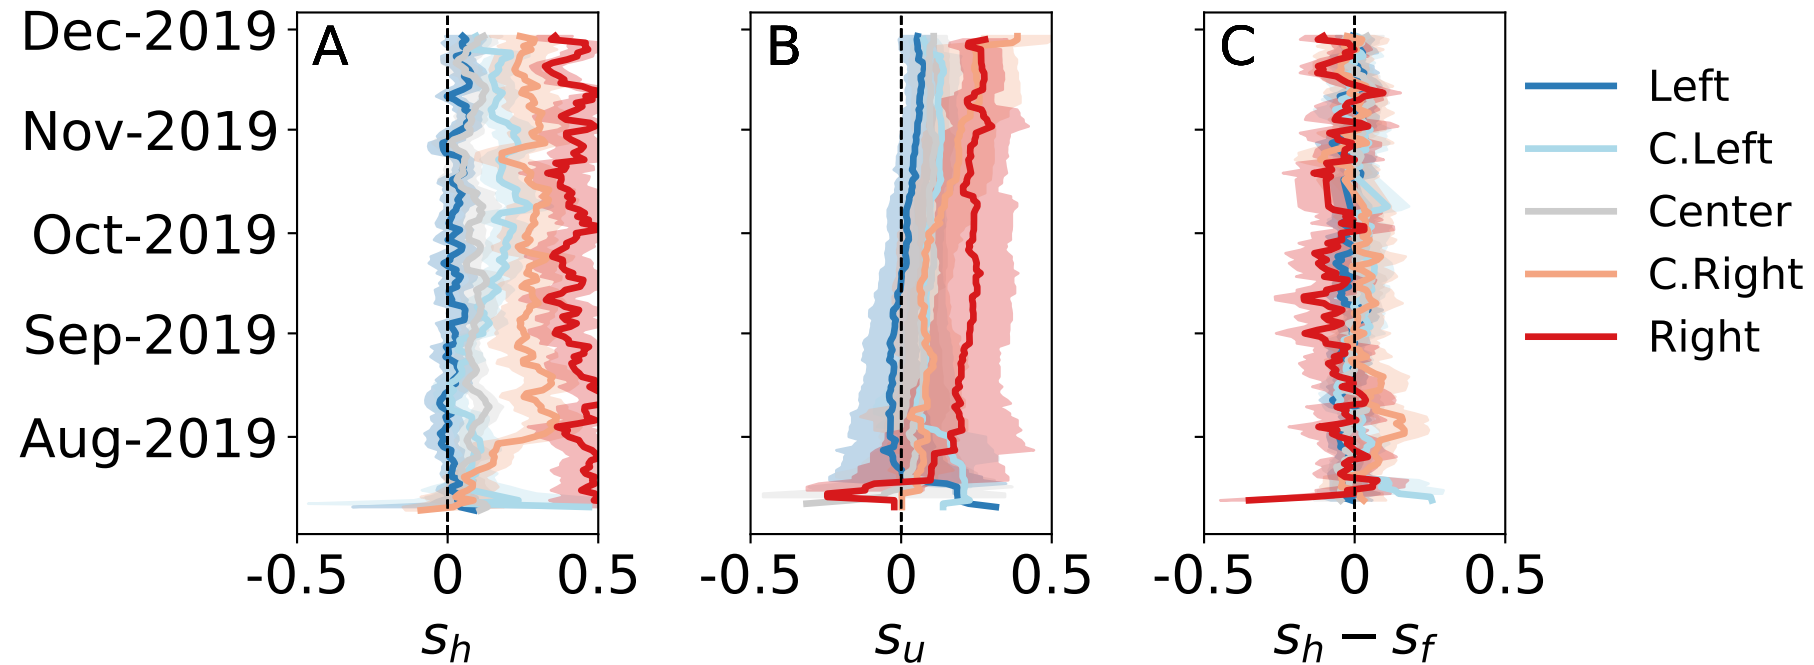 Dec-2019
Nov-2019
Oct-2019
Sep-2019
Aug-2019
A
B
C
-0.5 0 0.5
-0.5 0 0.5
-0.5 0 0.5
s_h
s_u
s_h − s_f
Left
C.Left
Center
C.Right
Right